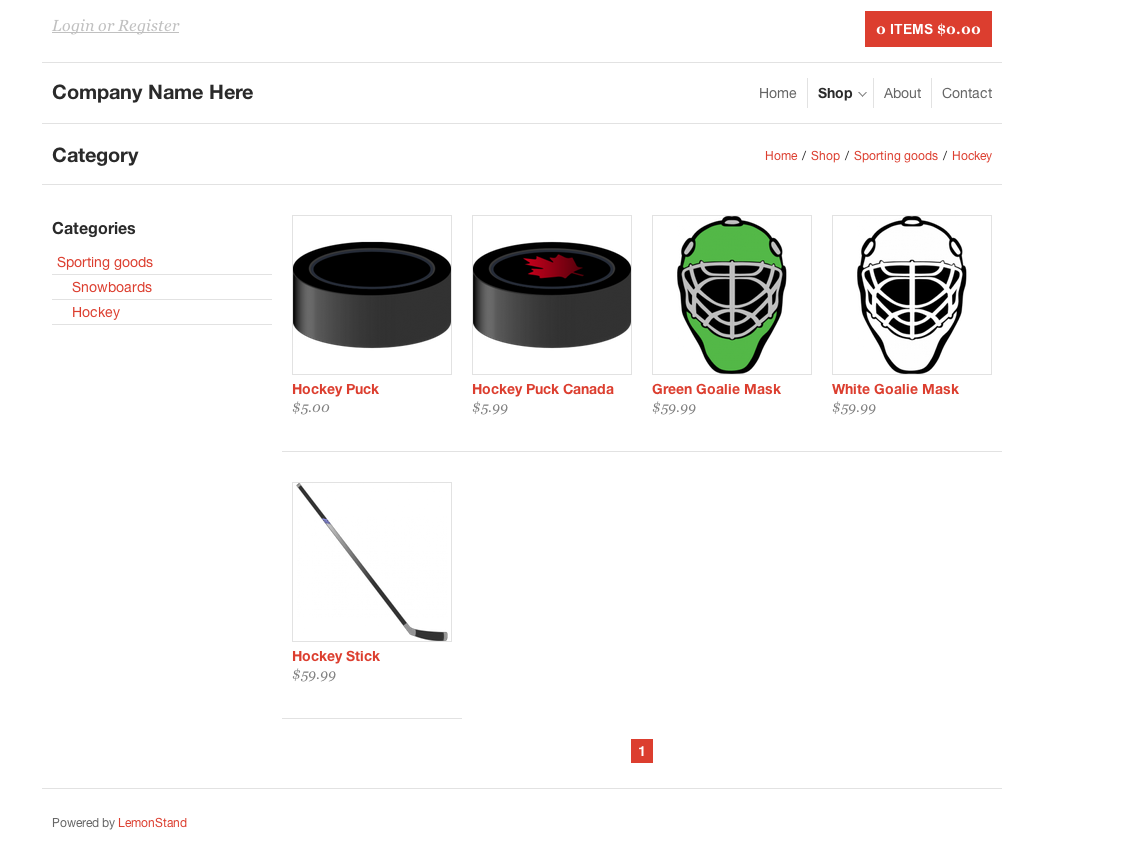 Login or Register
0 ITEMS $0.00
Company Name Here
Home Shop About Contact
Category
Home / Shop / Sporting goods / Hockey
Categories
Sporting goods
Snowboards
Hockey
Hockey Puck
$5.00
Hockey Puck Canada
$5.99
Green Goalie Mask
$59.99
White Goalie Mask
$59.99
Hockey Stick
$59.99
1
Powered by LemonStand